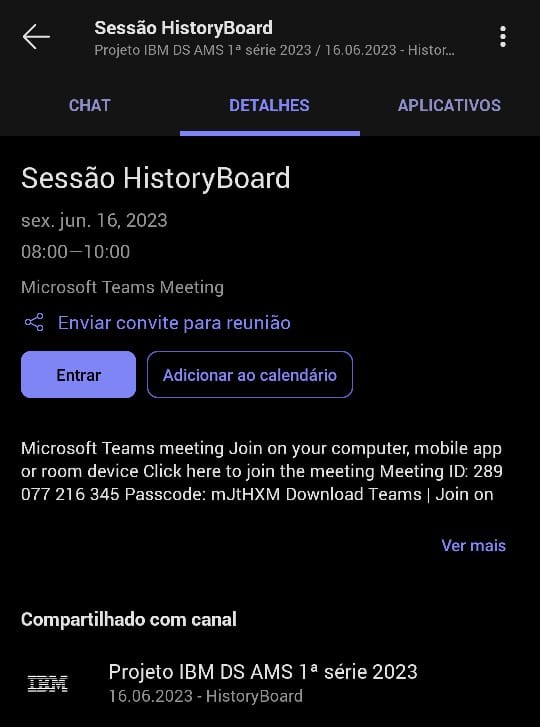 Sessão HistoryBoard
Projeto IBM DS AMS 1ª série 2023 / 16.06.2023 - Histor...
CHAT
DETALHES
APLICATIVOS
Sessão HistoryBoard
sex. jun. 16, 2023
08:00—10:00
Microsoft Teams Meeting
Enviar convite para reunião
Entrar
Adicionar ao calendário
Microsoft Teams meeting Join on your computer, mobile app
or room device Click here to join the meeting Meeting ID: 289
077 216 345 Passcode: mJtHXM Download Teams | Join on
Ver mais
Compartilhado com canal
IBM
Projeto IBM DS AMS 1ª série 2023
16.06.2023 - HistoryBoard